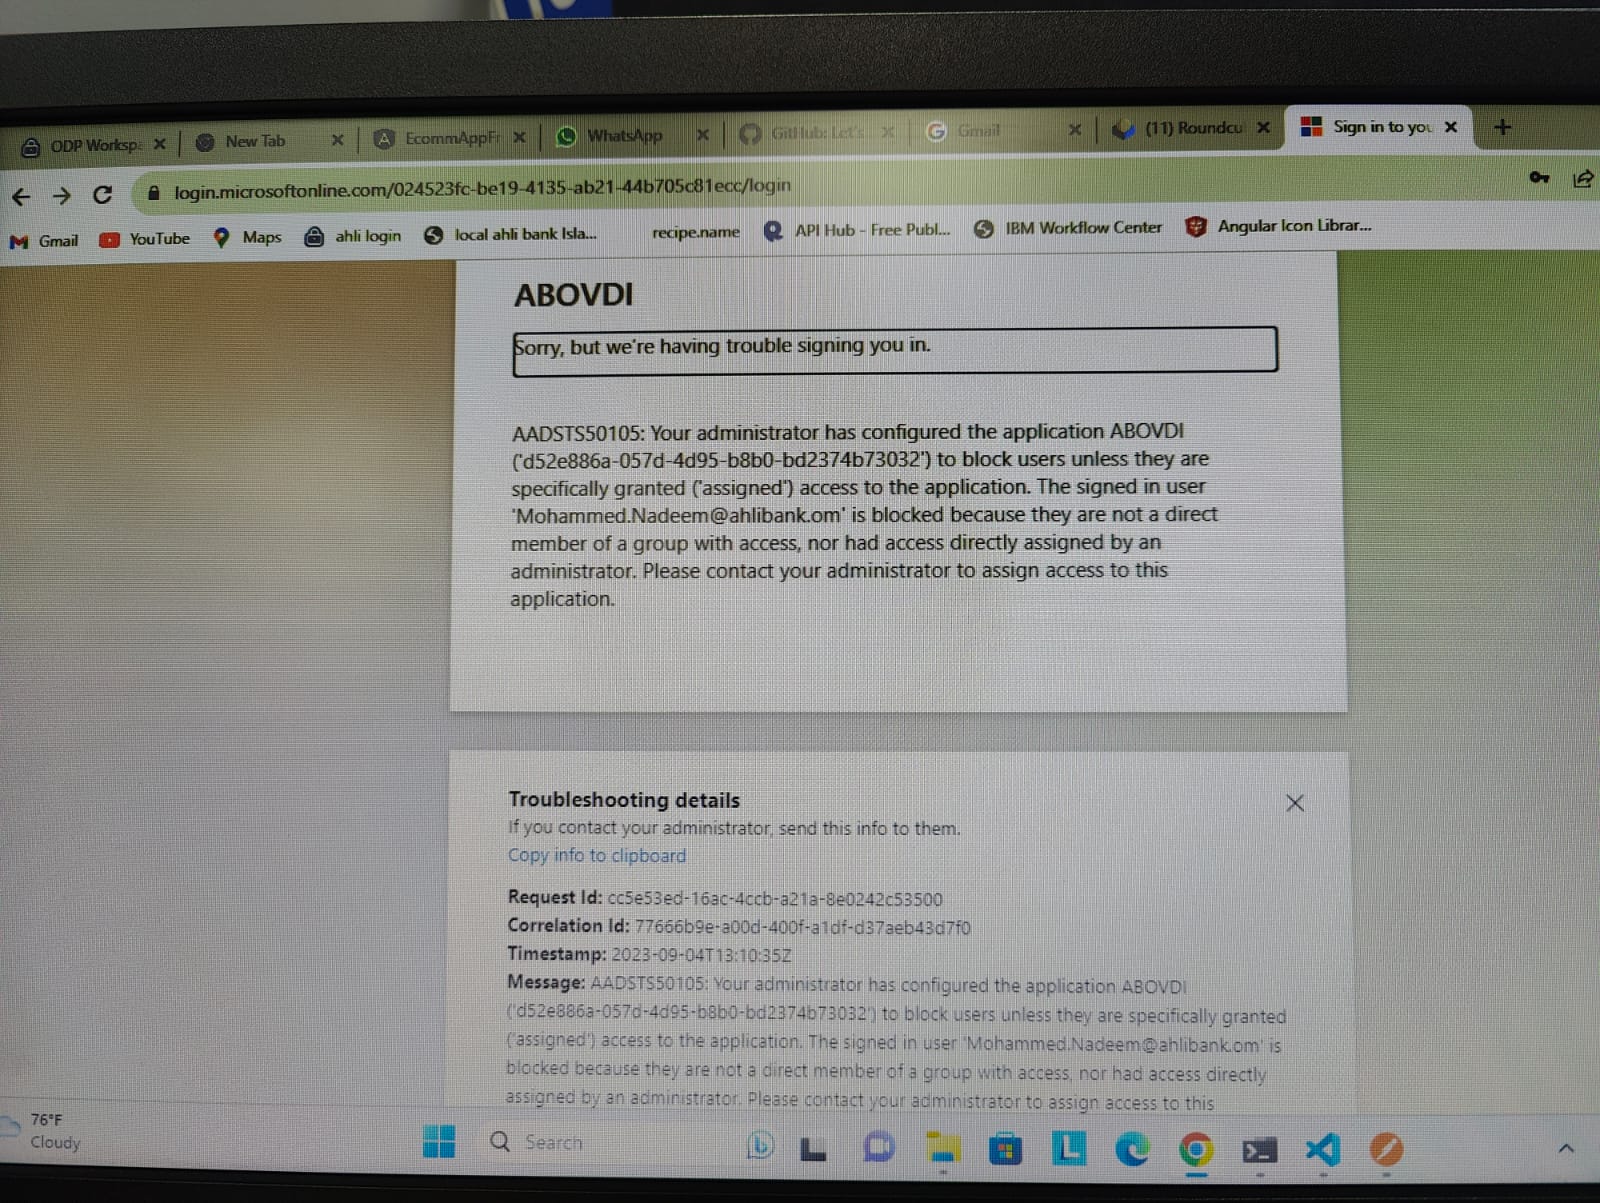 ODP Worksp
New Tab
EcommAppFr
WhatsApp
GitHub: Let's
Gmail
(11) Roundcu
Sign in to you
login.microsoftonline.com/024523fc-be19-4135-ab21-44b705c81ecc/login
Gmail
YouTube
Maps
ahli login
local ahli bank Isla...
recipe.name
API Hub - Free Publ...
IBM Workflow Center
Angular Icon Librar...
ABOVDI
Sorry, but we're having trouble signing you in.
AADSTS50105: Your administrator has configured the application ABOVDI
('d52e886a-057d-4d95-b8b0-bd2374b73032') to block users unless they are
specifically granted ('assigned') access to the application. The signed in user
'Mohammed.Nadeem@ahlibank.om' is blocked because they are not a direct
member of a group with access, nor had access directly assigned by an
administrator. Please contact your administrator to assign access to this
application.
Troubleshooting details
If you contact your administrator, send this info to them.
Copy info to clipboard
Request Id: cc5e53ed-16ac-4ccb-a21a-8e0242c53500
Correlation Id: 77666b9e-a00d-400f-a1df-d37aeb43d7f0
Timestamp: 2023-09-04T13:10:35Z
Message: AADSTS50105: Your administrator has configured the application ABOVDI
('d52e886a-057d-4d95-b8b0-bd2374b73032') to block users unless they are specifically granted
('assigned') access to the application. The signed in user 'Mohammed.Nadeem@ahlibank.om' is
blocked because they are not a direct member of a group with access, nor had access directly
assigned by an administrator. Please contact your administrator to assign access to this
76°F
Cloudy
Search